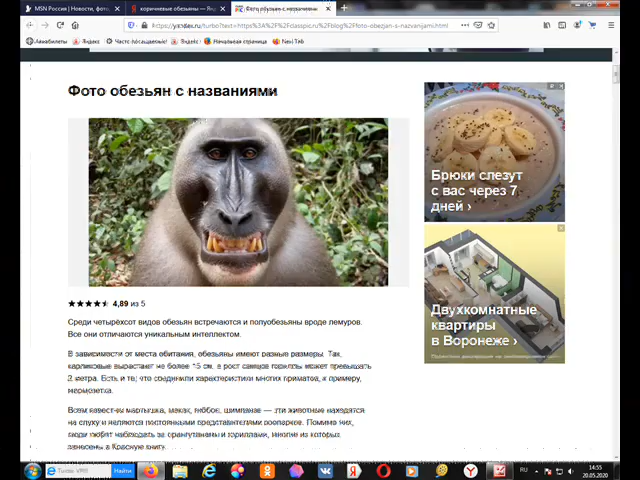 MSN Россия | Новости, фото,
коричневые обезьяны — Ян
Фото обезьян с названиями
https://yandex.ru/turbo?text=https%3A%2F%2Fclasspic.ru%2Fblog%2Ffoto-obezjan-s-nazvanijami.html
Авиабилеты
Яндекс
Часто посещаемые
Яндекс
Начальная страница
New Tab
Фото обезьян с названиями
Брюки слезут
с вас через 7
дней ›
Двухкомнатные
квартиры
в Воронеже ›
4,89 из 5
Среди четырёхсот видов обезьян встречаются и полуобезьяны вроде лемуров.
Все они отличаются уникальным интеллектом.
В зависимости от места обитания, обезьяны имеют разные размеры. Так,
карликовые вырастают не более 15 см, а рост самцов гориллы может превышать
2 метра. Есть и те, что соединили характеристики многих приматов, к примеру,
Всем известны мартышка, макак, гиббон, шимпанзе — эти животные находятся
на слуху и являются постоянными представителями зоопарков. Помимо них,
люди любят наблюдать за орангутанами и гориллами, многие из которых
занесены в Красную книгу.
Найти
RU
14:55
20.05.2020